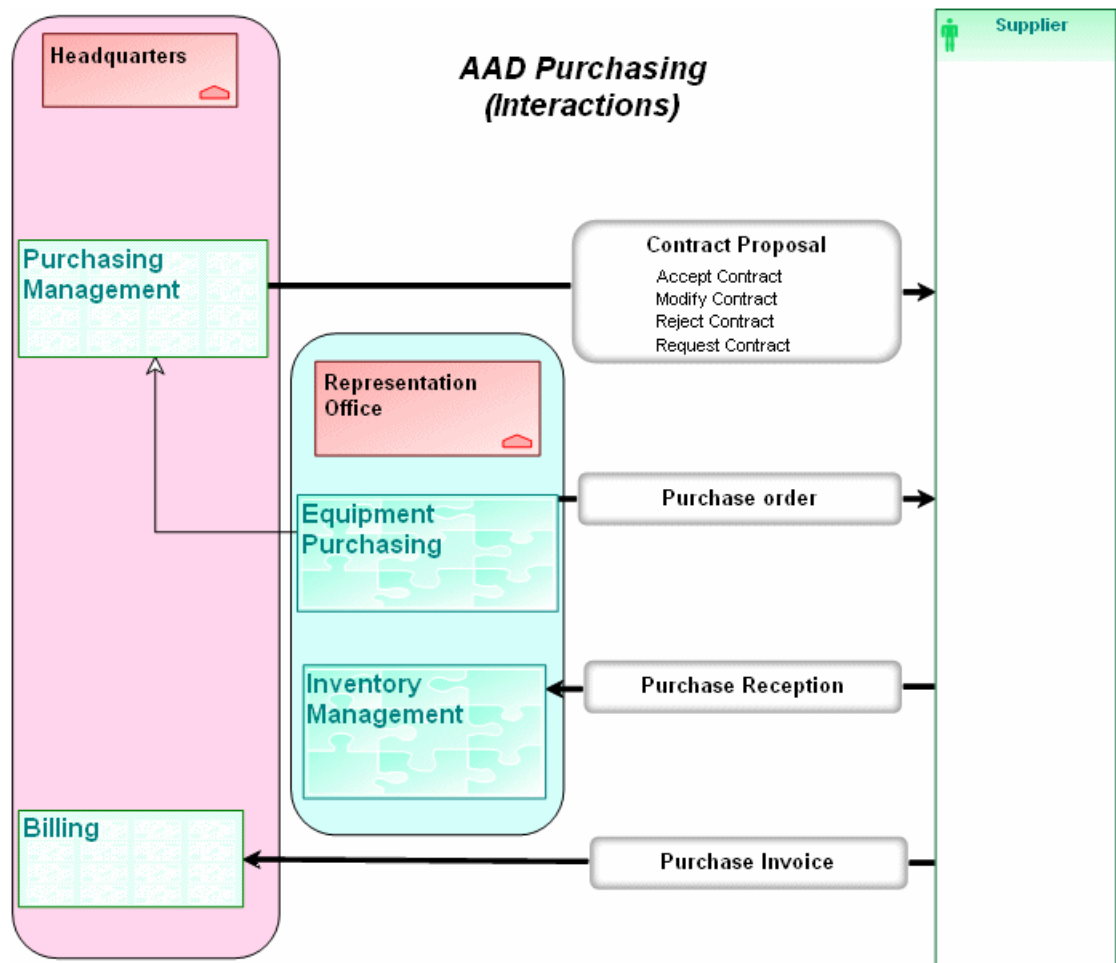 Headquarters
AAD Purchasing
(Interactions)
Supplier
Purchasing
Management
Contract Proposal
Accept Contract
Modify Contract
Reject Contract
Request Contract
Representation
Office
Equipment
Purchasing
Purchase order
Inventory
Management
Purchase Reception
Billing
Purchase Invoice